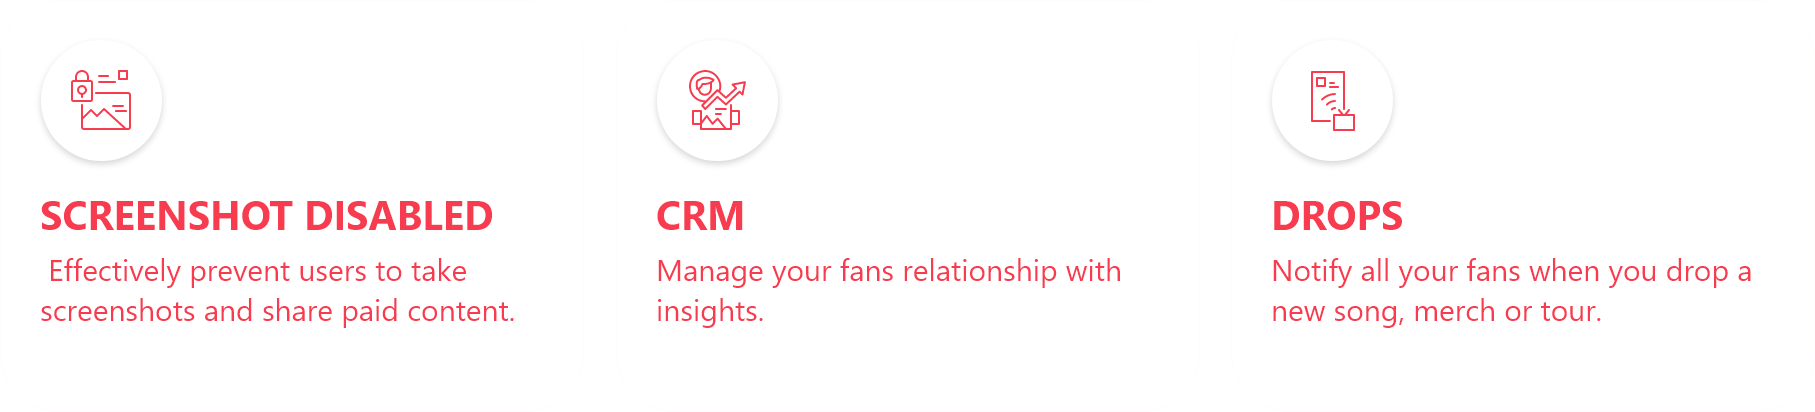 SCREENSHOT DISABLED
Effectively prevent users to take
screenshots and share paid content.
CRM
Manage your fans relationship with
insights.
DROPS
Notify all your fans when you drop a
new song, merch or tour.